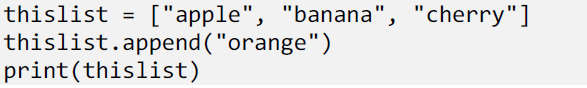 thislist = ["apple", "banana", "cherry"]
thislist.append("orange")
print(thislist)